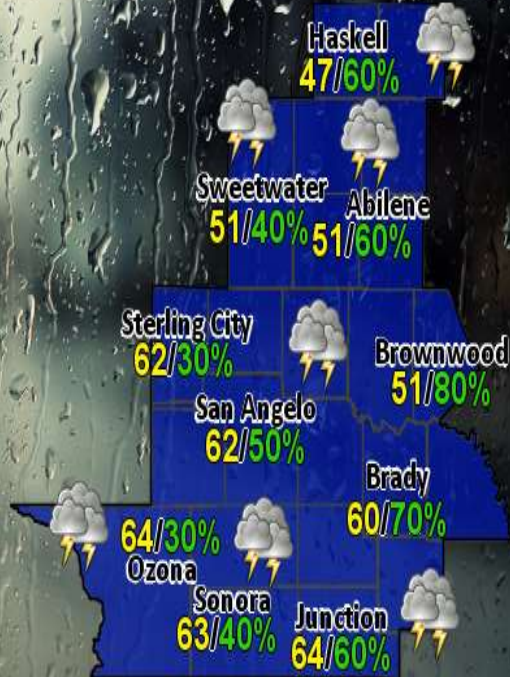 Haskell
47/60%
Sweetwater
51/40%
Abilene
51/60%
Sterling City
62/30%
Brownwood
51/80%
San Angelo
62/50%
Brady
60/70%
64/30%
Ozona
Sonora
63/40%
Junction
64/60%